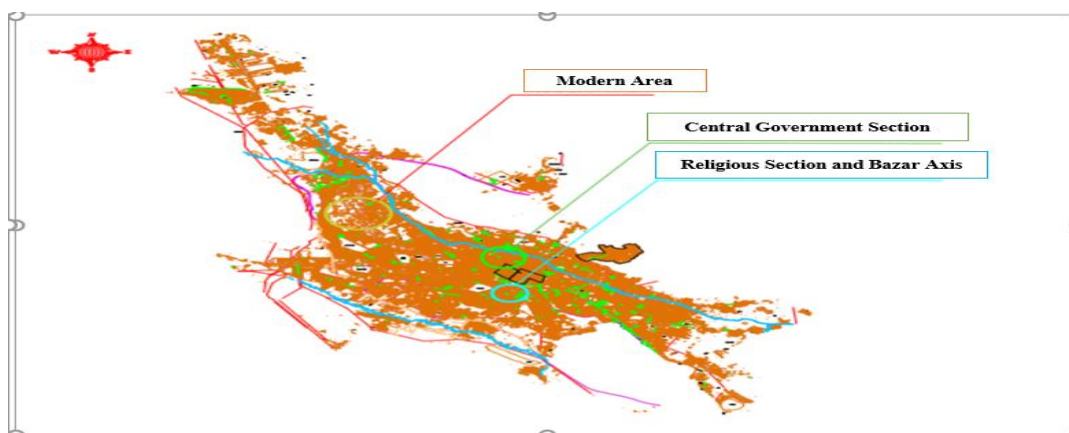 Modern Area
Central Government Section
Religious Section and Bazar Axis